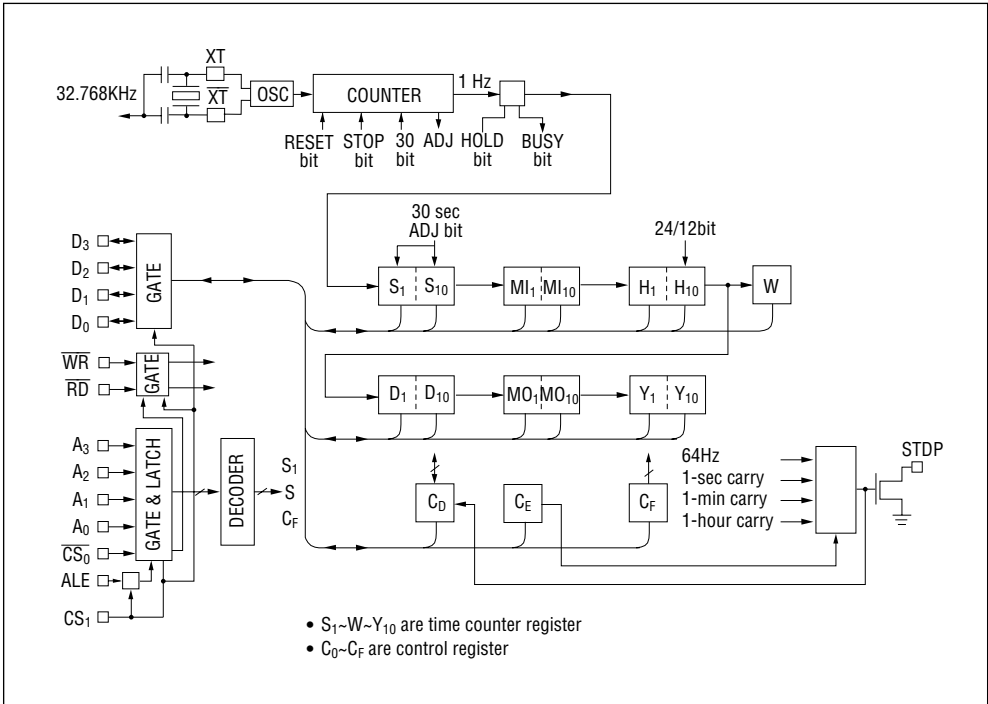 XT
32.768KHz
XT
OSC
COUNTER
1 Hz
RESET bit
STOP bit
30 bit
ADJ
HOLD bit
BUSY bit
30 sec
ADJ bit
24/12bit
D3
D2
D1
D0
GATE
S1 S10
MI1 MI10
H1 H10
W
WR
RD
GATE
D1 D10
MO1 MO10
Y1 Y10
A3
A2
A1
A0
CS0
ALE
CS1
GATE & LATCH
DECODER
S1
S
CF
CD
CE
CF
64Hz
1-sec carry
1-min carry
1-hour carry
STDP
• S1~W~Y10 are time counter register
• C0~CF are control register